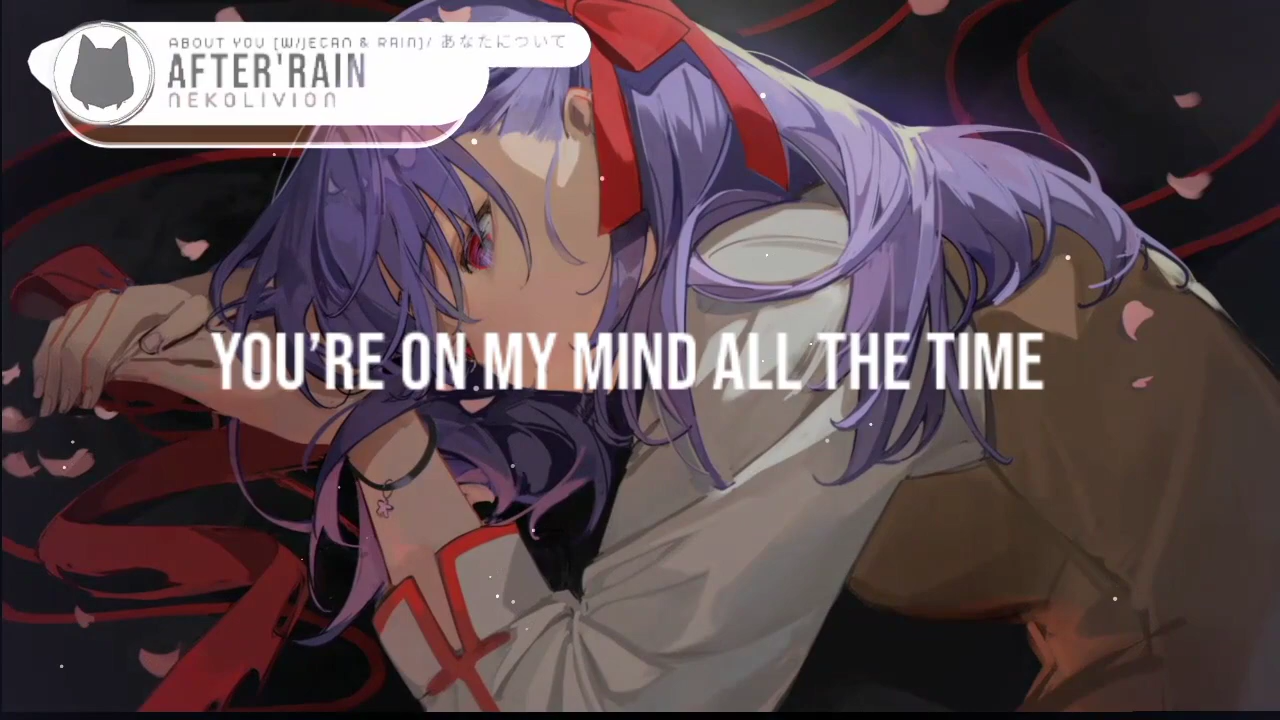 ABOUT YOU [W/JECAN & RAIN]/ あなたについて
AFTER'RAIN
NEKOLIVION
YOU'RE ON MY MIND ALL THE TIME